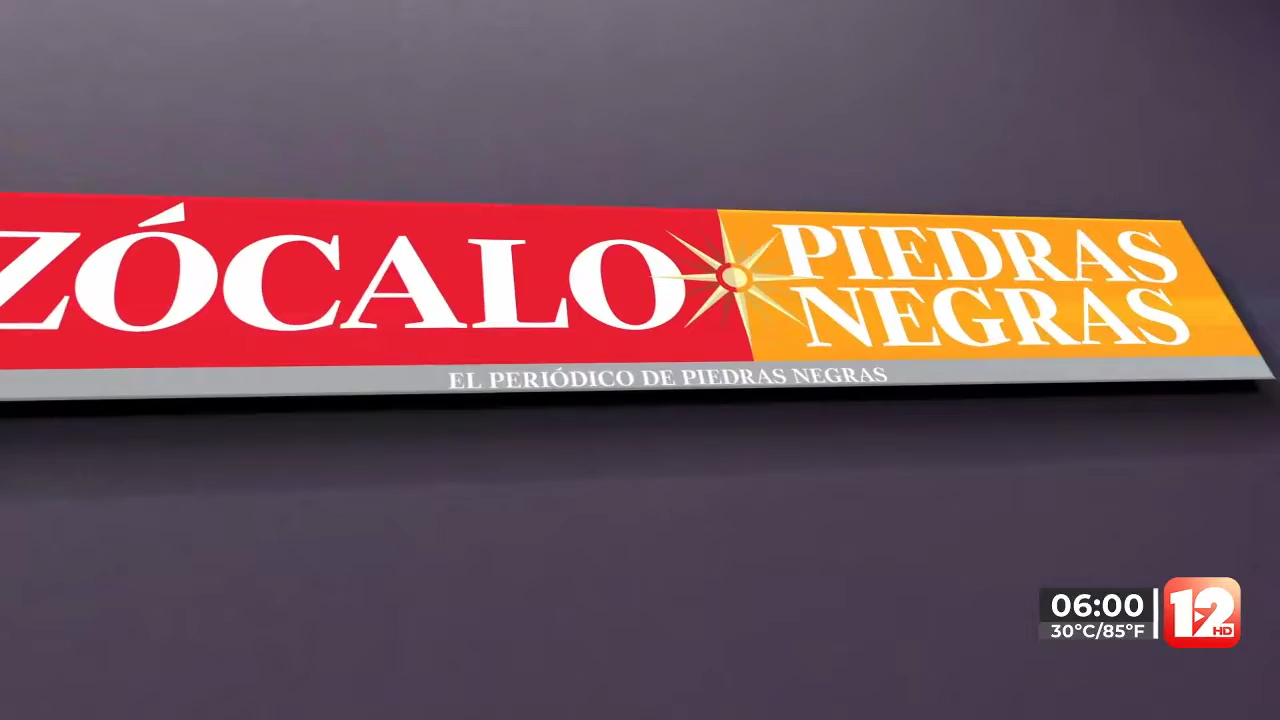 ZÓCALO
PIEDRAS
NEGRAS
EL PERIÓDICO DE PIEDRAS NEGRAS
06:00
30°C/85°F
12
HD